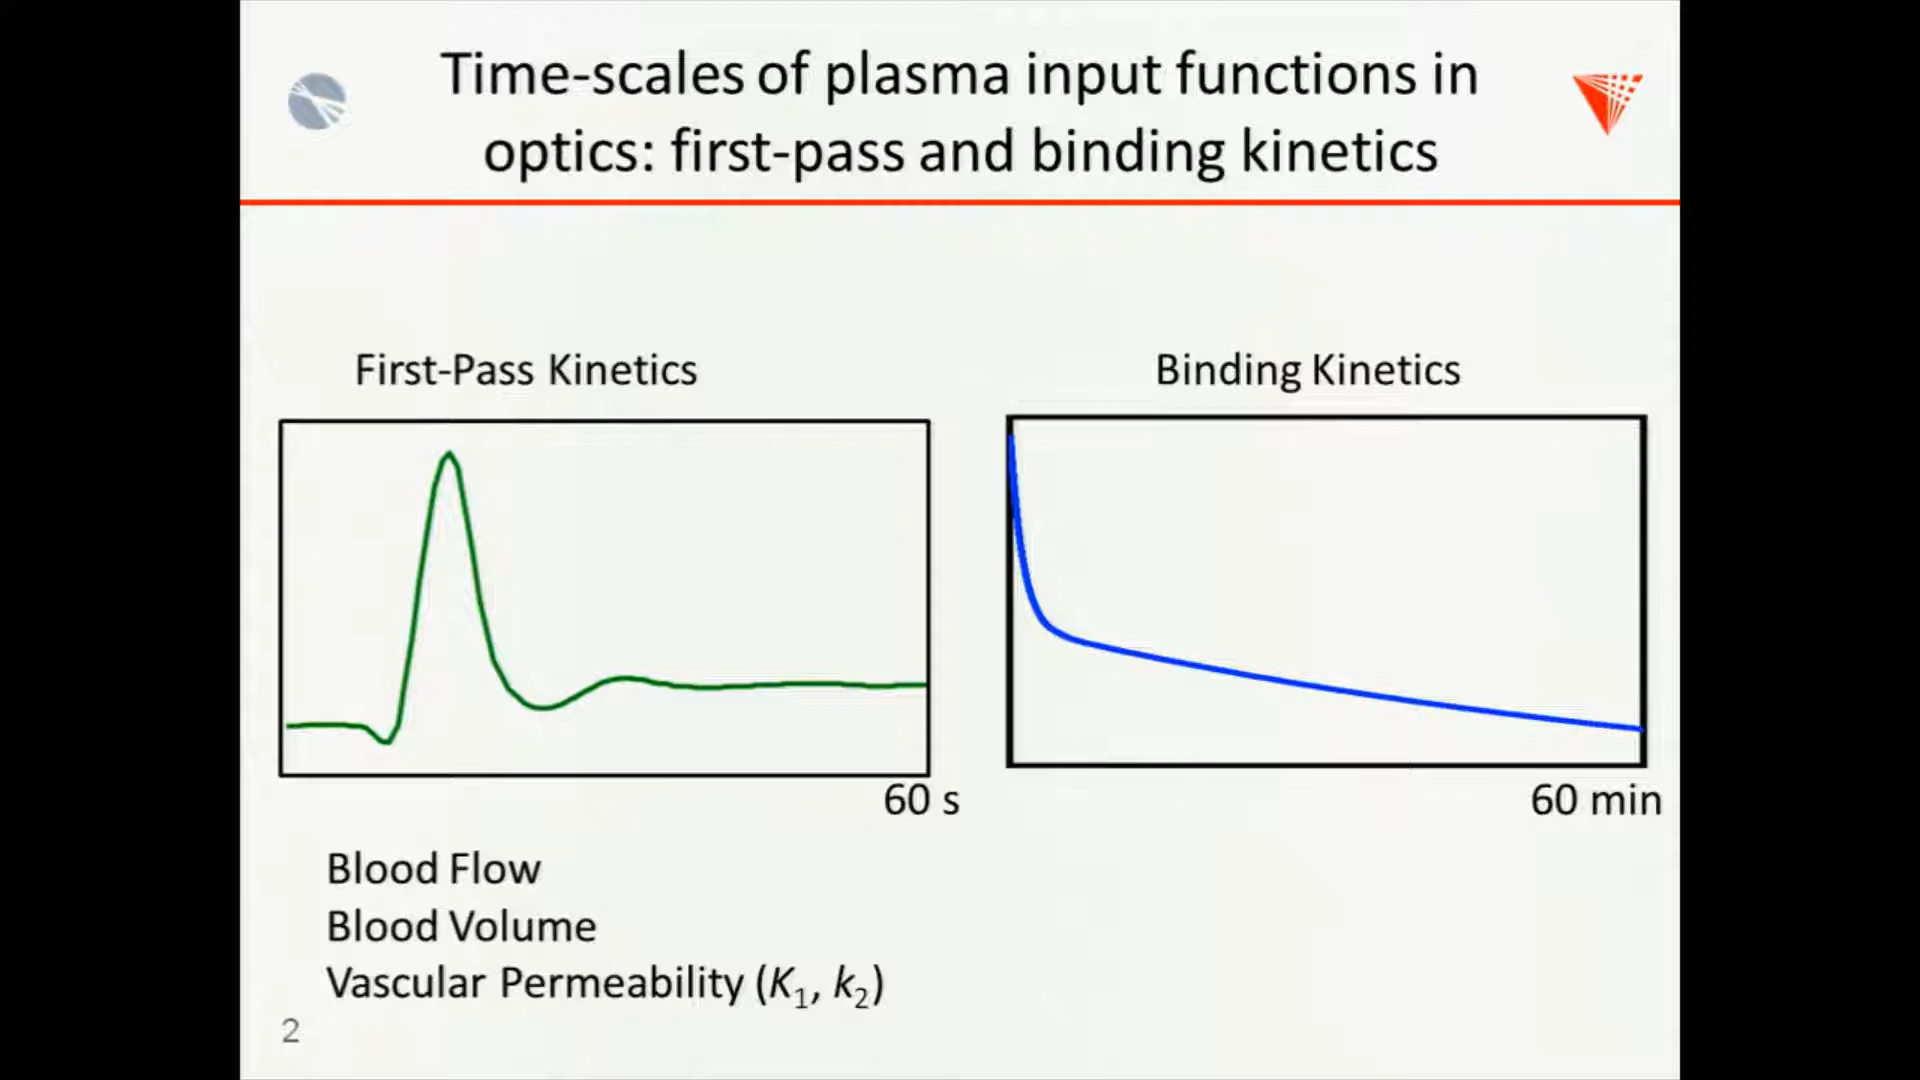 Time-scales of plasma input functions in
optics: first-pass and binding kinetics
First-Pass Kinetics
Binding Kinetics
60 s
60 min
Blood Flow
Blood Volume
Vascular Permeability (K₁, k₂)
2